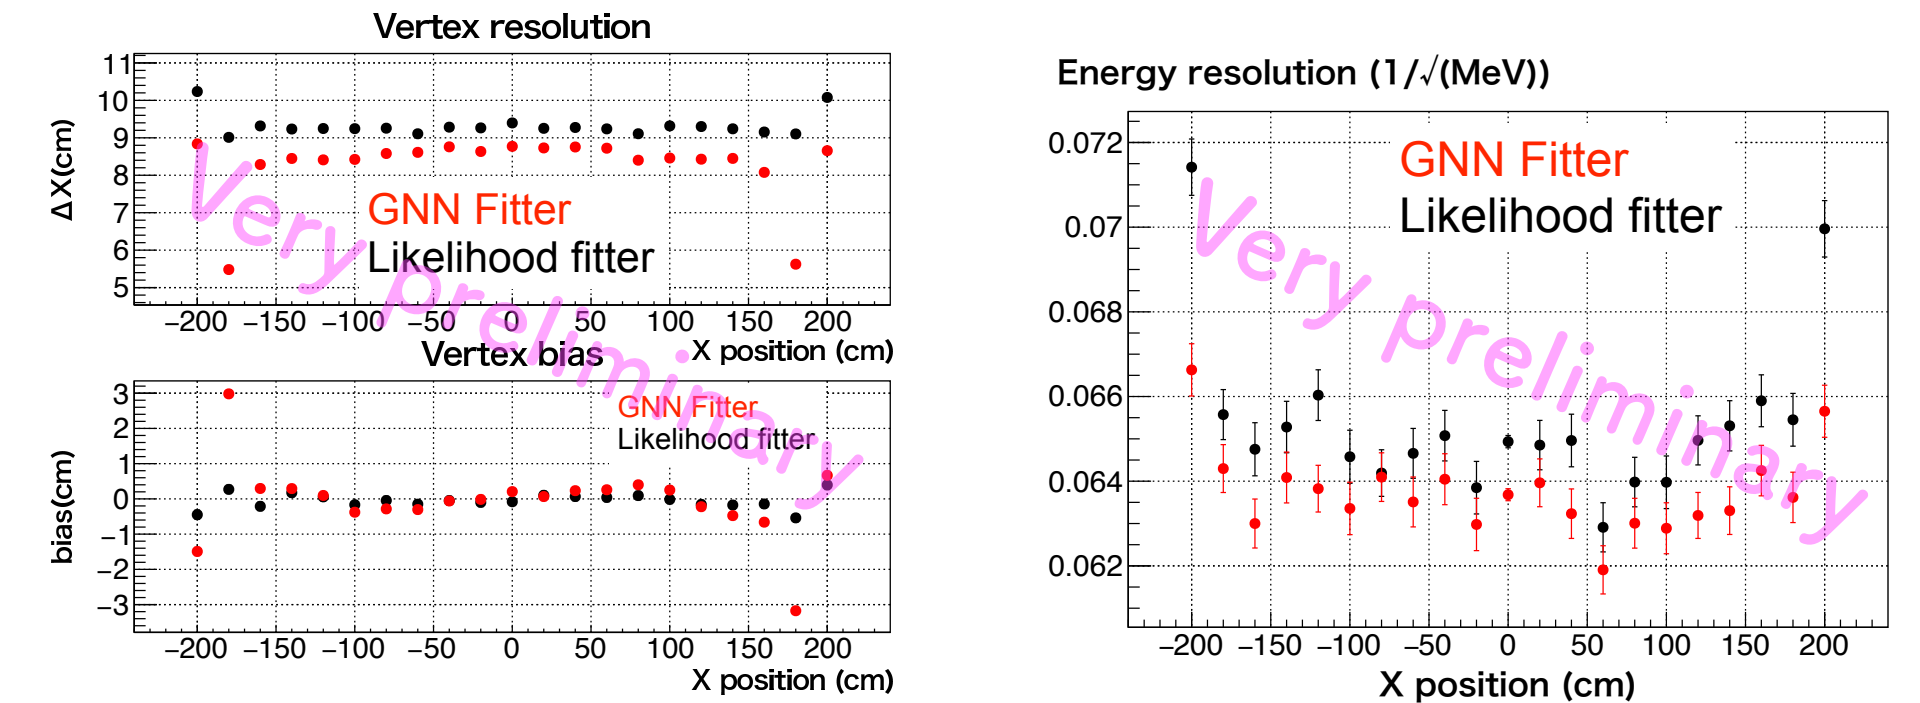 Vertex resolution
11
10
9
8
7
6
5
ΔX(cm)
GNN Fitter
Likelihood fitter
−200 −150 −100 −50 0 50 100 150 200
X position (cm)
Vertex bias
3
2
1
0
−1
−2
−3
bias(cm)
GNN Fitter
Likelihood fitter
−200 −150 −100 −50 0 50 100 150 200
X position (cm)
Very preliminary
Energy resolution (1/√(MeV))
0.072
0.07
0.068
0.066
0.064
0.062
GNN Fitter
Likelihood fitter
−200 −150 −100 −50 0 50 100 150 200
X position (cm)
Very preliminary